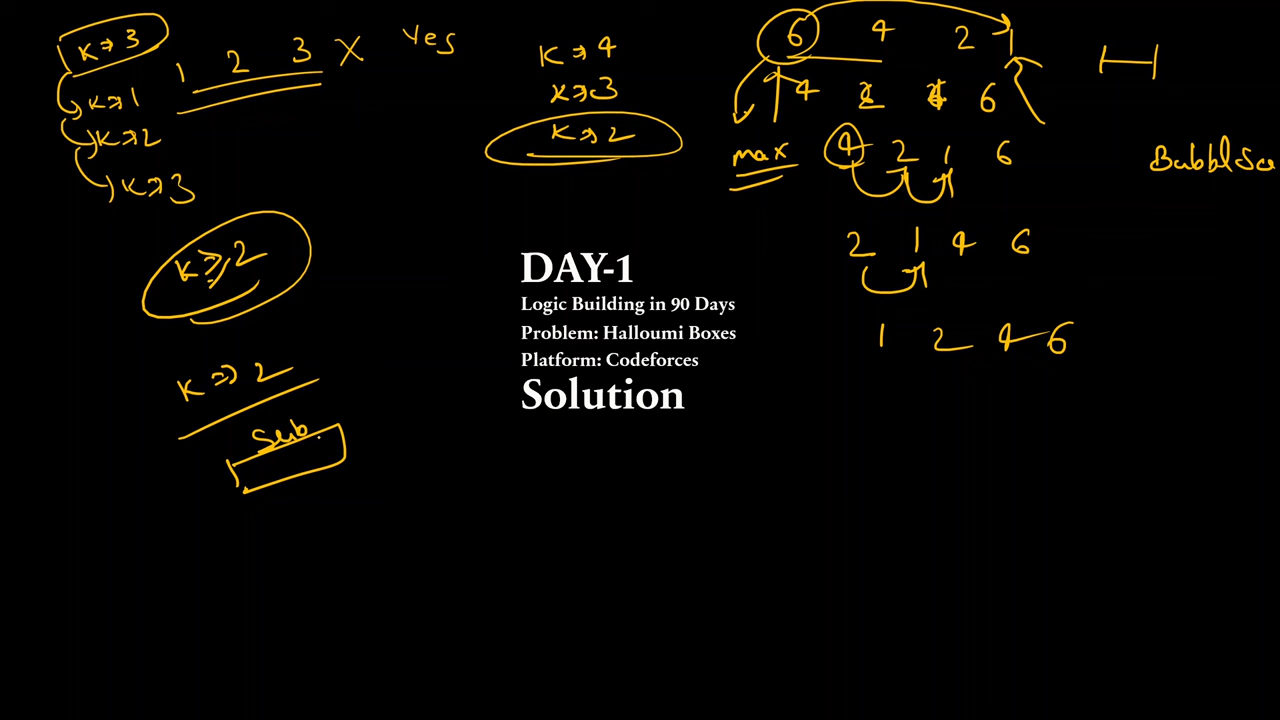 k → 3
1 2 3 X Yes
k → 1
k → 2
k → 3
k ≥ 2
k ⇒ 2
Sub.
k → 4
k → 3
k → 2
DAY-1
Logic Building in 90 Days
Problem: Halloumi Boxes
Platform: Codeforces
Solution
6 4 2 1
4 6
max
4 2 1 6
2 1 4 6
1 2 4 6